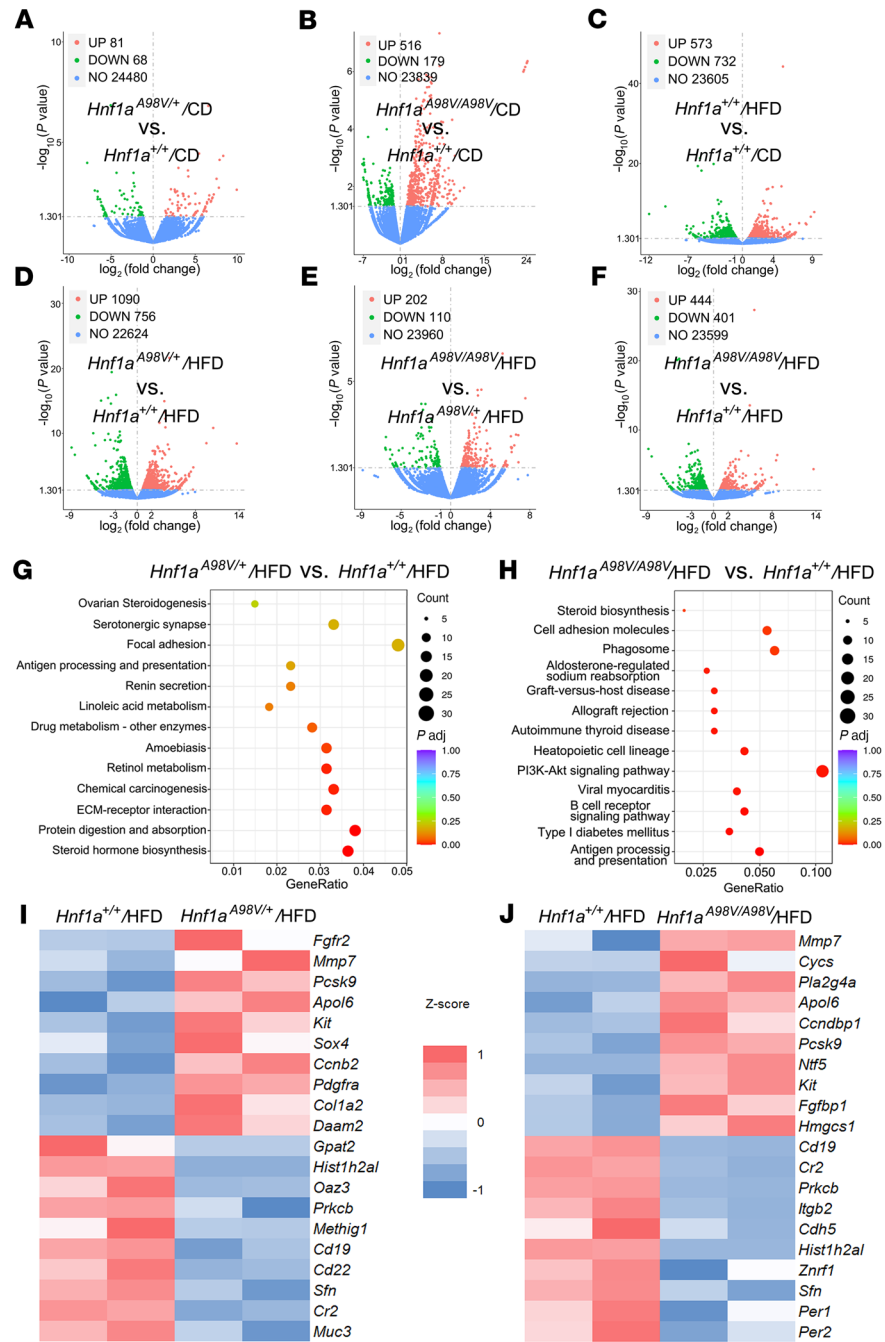 A
UP 81
DOWN 68
NO 24480
Hnf1a A98V/+/CD
vs.
Hnf1a+/+/CD
-log10(P value)
10
5
1.301
-10
-5
0
5
10
log2 (fold change)
B
UP 516
DOWN 179
NO 23839
Hnf1a A98V/A98V/CD
vs.
Hnf1a+/+/CD
-log10(P value)
6
4
2
1.301
-7
-1
0
1
8
16
24
log2 (fold change)
C
UP 573
DOWN 732
NO 23605
Hnf1a+/+/HFD
vs.
Hnf1a+/+/CD
-log10(P value)
40
20
1.301
-12
-8
-4
-1
4
9
log2 (fold change)
D
UP 1090
DOWN 756
NO 22624
Hnf1a A98V/+/HFD
vs.
Hnf1a+/+/HFD
-log10(P value)
30
20
10
1.301
-9
-3
0
2
8
14
log2 (fold change)
E
UP 202
DOWN 110
NO 23960
Hnf1a A98V/A98V/HFD
vs.
Hnf1a A98V/+/HFD
-log10(P value)
5
1.301
-9
-4
0
4
8
log2 (fold change)
F
UP 444
DOWN 401
NO 23599
Hnf1a A98V/A98V/HFD
vs.
Hnf1a+/+/HFD
-log10(P value)
30
20
10
1.301
-9
-4
0
2
8
14
log2 (fold change)
G
Hnf1a A98V/+/HFD vs. Hnf1a+/+/HFD
Ovarian Steroidogenesis
Serotonergic synapse
Focal adhesion
Antigen processing and presentation
Renin secretion
Linoleic acid metabolism
Drug metabolism - other enzymes
Amoebiasis
Retinol metabolism
Chemical carcinogenesis
ECM-receptor interaction
Protein digestion and absorption
Steroid hormone biosynthesis
0.01
0.02
0.03
0.04
0.05
GeneRatio
Count
5
10
15
20
25
30
P adj
1.00
0.75
0.50
0.25
0.00
H
Hnf1a A98V/A98V/HFD vs. Hnf1a+/+/HFD
Steroid biosynthesis
Cell adhesion molecules
Phagosome
Aldosterone-regulated
sodium reabsorption
Graft-versus-host disease
Allograft rejection
Autoimmune thyroid disease
Heatopoietic cell lineage
PI3K-Akt signaling pathway
Viral myocarditis
B cell receptor
signaling pathway
Type I diabetes mellitus
Antigen processig
and presentation
0.025
0.050
0.100
GeneRatio
Count
5
10
15
20
25
30
P adj
1.00
0.75
0.50
0.25
0.00
I
Hnf1a+/+/HFD Hnf1a A98V/+/HFD
Fgfr2
Mmp7
Pcsk9
Apol6
Kit
Sox4
Ccnb2
Pdgfra
Col1a2
Daam2
Gpat2
Hist1h2al
Oaz3
Prkcb
Methig1
Cd19
Cd22
Sfn
Cr2
Muc3
Z-score
1
0
-1
J
Hnf1a+/+/HFD Hnf1a A98V/A98V/HFD
Mmp7
Cycs
Pla2g4a
Apol6
Ccndbp1
Pcsk9
Ntf5
Kit
Fgfbp1
Hmgcs1
Cd19
Cr2
Prkcb
Itgb2
Cdh5
Hist1h2al
Znrf1
Sfn
Per1
Per2